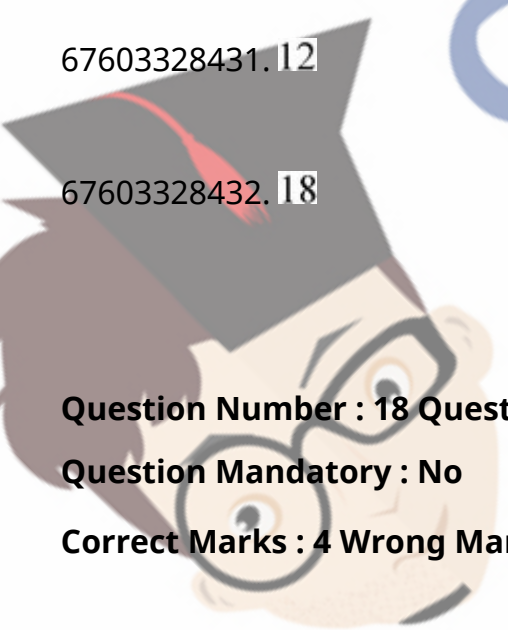 67603328431. 12
67603328432. 18
Question Number : 18 Quest
Question Mandatory : No
Correct Marks : 4 Wrong Mar